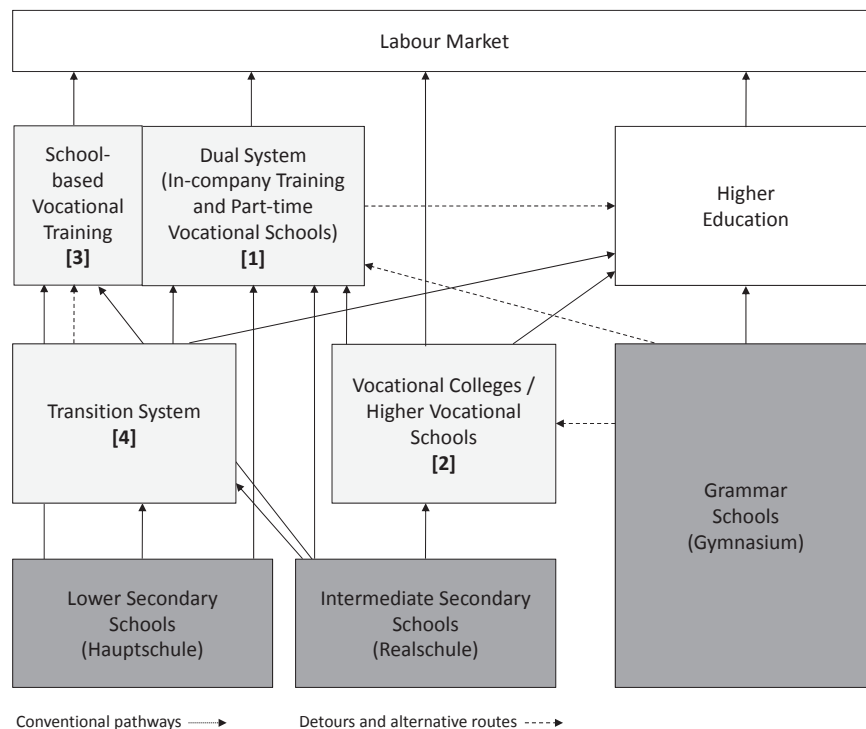 Labour Market
School-
based
Vocational
Training
[3]
Dual System
(In-company Training
and Part-time
Vocational Schools)
[1]
Higher
Education
Transition System
[4]
Vocational Colleges /
Higher Vocational
Schools
[2]
Grammar
Schools
(Gymnasium)
Lower Secondary
Schools
(Hauptschule)
Intermediate Secondary
Schools
(Realschule)
Conventional pathways
Detours and alternative routes